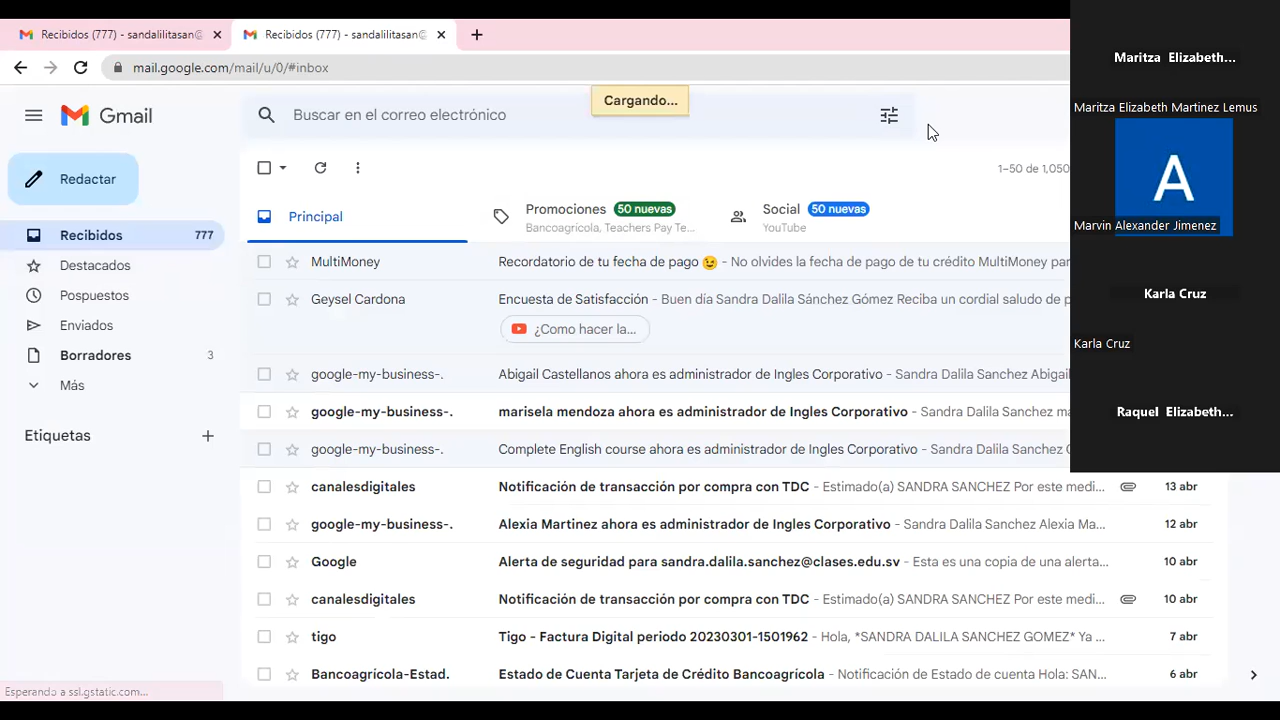 Recibidos (777) - sandalilitasan@
Recibidos (777) - sandalilitasan@
mail.google.com/mail/u/0/#inbox
Gmail
Buscar en el correo electrónico
Cargando...
Redactar
1–50 de 1,050
Principal
Promociones 50 nuevas
Bancoagrícola, Teachers Pay Te...
Social 50 nuevas
YouTube
Recibidos 777
Destacados
Pospuestos
Enviados
Borradores 3
Más
Etiquetas
MultiMoney Recordatorio de tu fecha de pago 😉 – No olvides la fecha de pago de tu crédito MultiMoney par
Geysel Cardona Encuesta de Satisfacción – Buen día Sandra Dalila Sánchez Gómez Reciba un cordial saludo de p
¿Como hacer la...
google-my-business-. Abigail Castellanos ahora es administrador de Ingles Corporativo – Sandra Dalila Sanchez Abigail
google-my-business-. marisela mendoza ahora es administrador de Ingles Corporativo – Sandra Dalila Sanchez ma
google-my-business-. Complete English course ahora es administrador de Ingles Corporativo – Sandra Dalila Sanchez C
canalesdigitales Notificación de transacción por compra con TDC – Estimado(a) SANDRA SANCHEZ Por este medi... 13 abr
google-my-business-. Alexia Martinez ahora es administrador de Ingles Corporativo – Sandra Dalila Sanchez Alexia Ma... 12 abr
Google Alerta de seguridad para sandra.dalila.sanchez@clases.edu.sv – Esta es una copia de una alerta... 10 abr
canalesdigitales Notificación de transacción por compra con TDC – Estimado(a) SANDRA SANCHEZ Por este medi... 10 abr
tigo Tigo - Factura Digital periodo 20230301-1501962 – Hola, *SANDRA DALILA SANCHEZ GOMEZ* Ya ... 7 abr
Bancoagrícola-Estad. Estado de Cuenta Tarjeta de Crédito Bancoagrícola – Notificación de Estado de cuenta Hola: SAN... 6 abr
Esperando a ssl.gstatic.com...
Maritza Elizabeth...
Maritza Elizabeth Martinez Lemus
A
Marvin Alexander Jimenez
Karla Cruz
Karla Cruz
Raquel Elizabeth...